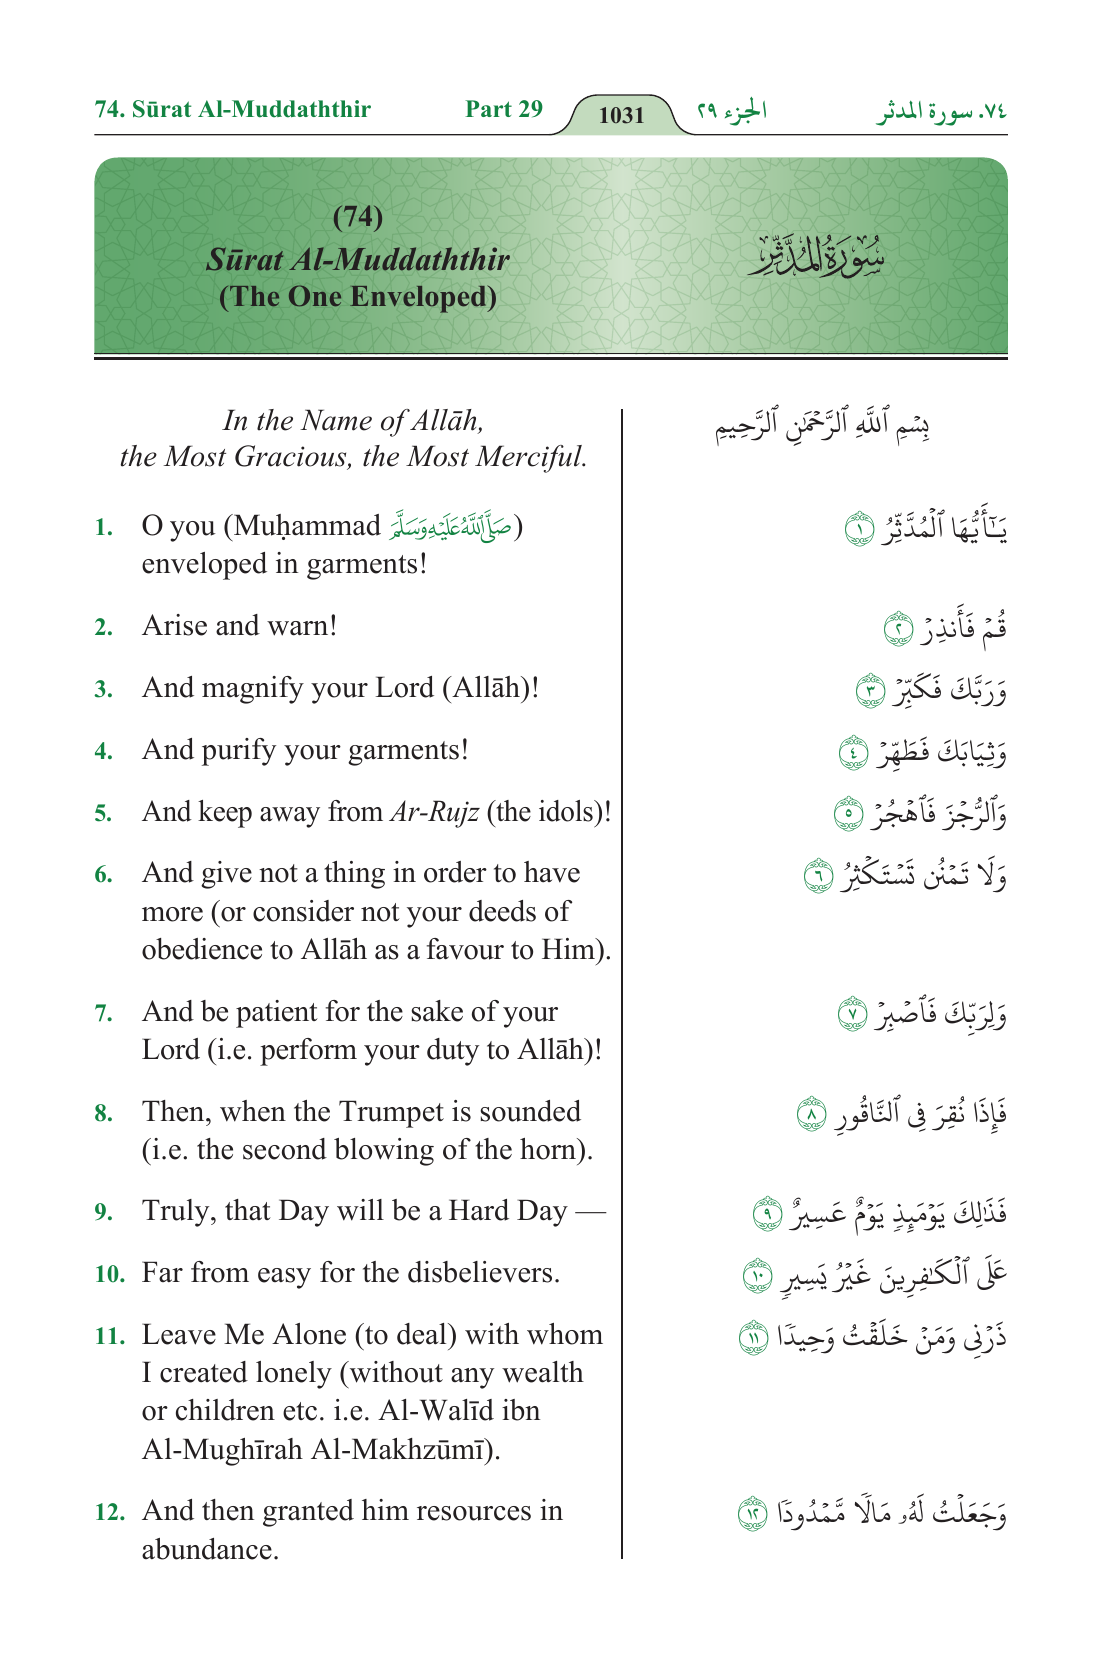 74. Sūrat Al-Muddaththir Part 29 1031 الجزء ٢٩ ٧٤. سورة المدثر
(74)
Sūrat Al-Muddaththir
(The One Enveloped)
سُورَةُ المُدَّثِّرِ
In the Name of Allāh,
the Most Gracious, the Most Merciful.
1. O you (Muḥammad صَلَّى اللَّهُ عَلَيْهِ وَسَلَّمَ)
enveloped in garments!
2. Arise and warn!
3. And magnify your Lord (Allāh)!
4. And purify your garments!
5. And keep away from Ar-Rujz (the idols)!
6. And give not a thing in order to have
more (or consider not your deeds of
obedience to Allāh as a favour to Him).
7. And be patient for the sake of your
Lord (i.e. perform your duty to Allāh)!
8. Then, when the Trumpet is sounded
(i.e. the second blowing of the horn).
9. Truly, that Day will be a Hard Day —
10. Far from easy for the disbelievers.
11. Leave Me Alone (to deal) with whom
I created lonely (without any wealth
or children etc. i.e. Al-Walīd ibn
Al-Mughīrah Al-Makhzūmī).
12. And then granted him resources in
abundance.
بِسْمِ ٱللَّهِ ٱلرَّحْمَٰنِ ٱلرَّحِيمِ
يَـٰٓأَيُّهَا ٱلْمُدَّثِّرُ ١
قُمْ فَأَنذِرْ ٢
وَرَبَّكَ فَكَبِّرْ ٣
وَثِيَابَكَ فَطَهِّرْ ٤
وَٱلرُّجْزَ فَٱهْجُرْ ٥
وَلَا تَمْنُن تَسْتَكْثِرُ ٦
وَلِرَبِّكَ فَٱصْبِرْ ٧
فَإِذَا نُقِرَ فِى ٱلنَّاقُورِ ٨
فَذَٰلِكَ يَوْمَئِذٍ يَوْمٌ عَسِيرٌ ٩
عَلَى ٱلْكَـٰفِرِينَ غَيْرُ يَسِيرٍ ١٠
ذَرْنِى وَمَنْ خَلَقْتُ وَحِيدًا ١١
وَجَعَلْتُ لَهُۥ مَالًا مَّمْدُودًا ١٢